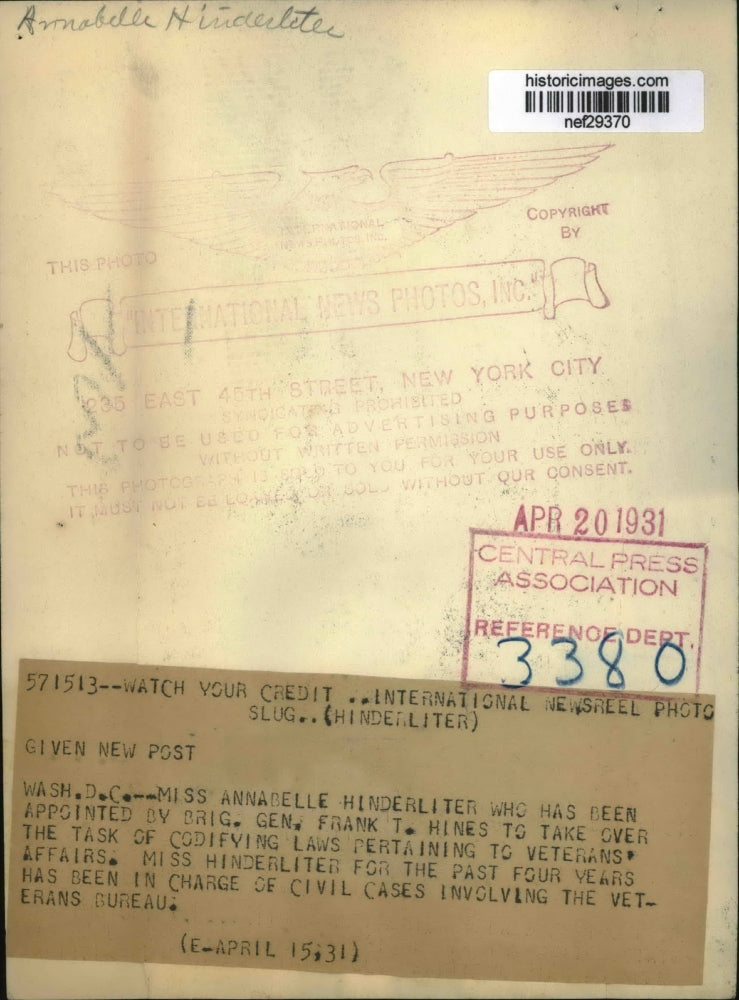 Annabelle Hinderliter
historicimages.com
nef29370
INTERNATIONAL
NEWS PHOTOS INC.
COPYRIGHT
BY
THIS PHOTO
"INTERNATIONAL NEWS PHOTOS, INC."
235 EAST 45TH STREET, NEW YORK CITY
SYNDICATING PROHIBITED
NOT TO BE USED FOR ADVERTISING PURPOSES
WITHOUT WRITTEN PERMISSION
THIS PHOTOGRAPH IS SOLD TO YOU FOR YOUR USE ONLY.
IT MUST NOT BE LOANED OR SOLD WITHOUT OUR CONSENT.
APR 20 1931
CENTRAL PRESS
ASSOCIATION
REFERENCE DEPT.
3380
571513--WATCH YOUR CREDIT ..INTERNATIONAL NEWSREEL PHOTO
SLUG..(HINDERLITER)
GIVEN NEW POST
WASH.D.C.--MISS ANNABELLE HINDERLITER WHO HAS BEEN
APPOINTED BY BRIG. GEN. FRANK T. HINES TO TAKE OVER
THE TASK OF CODIFYING LAWS PERTAINING TO VETERANS'
AFFAIRS. MISS HINDERLITER FOR THE PAST FOUR YEARS
HAS BEEN IN CHARGE OF CIVIL CASES INVOLVING THE VET-
ERANS BUREAU.
(E-APRIL 15,31)